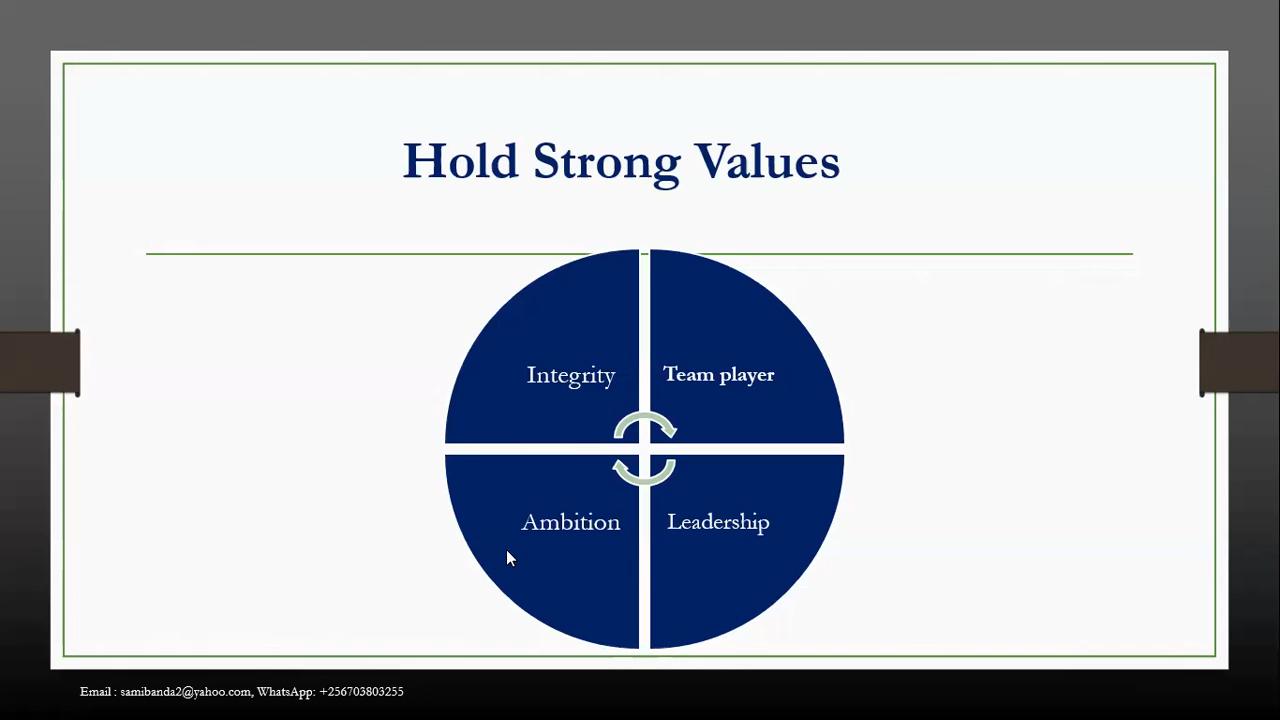 Hold Strong Values
Integrity
Team player
Ambition
Leadership
Email : samibanda2@yahoo.com, WhatsApp: +256703803255